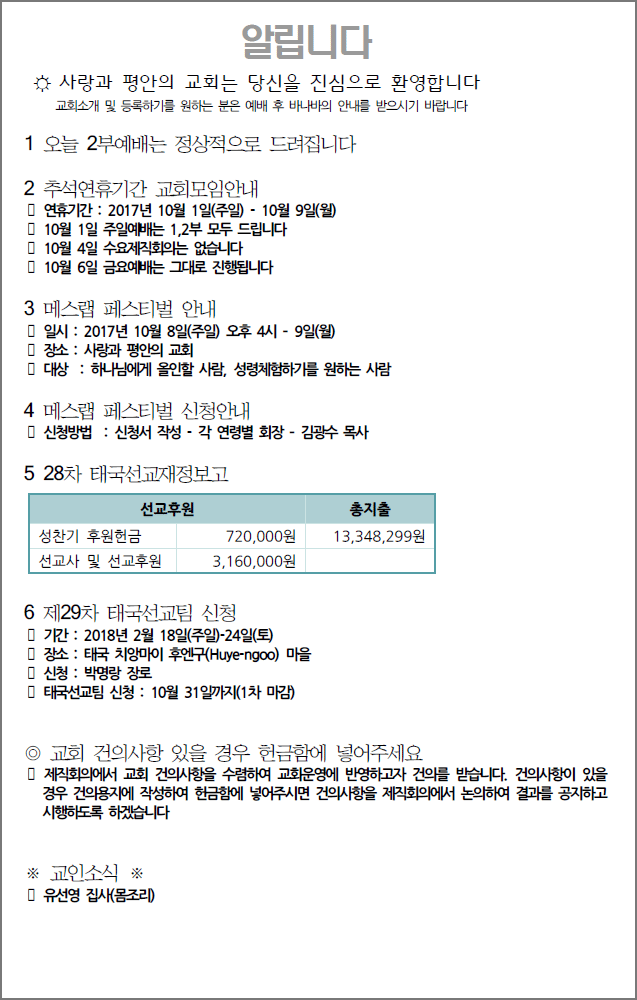 알립니다
☼ 사랑과 평안의 교회는 당신을 진심으로 환영합니다
교회소개 및 등록하기를 원하는 분은 예배 후 바나바의 안내를 받으시기 바랍니다
1 오늘 2부예배는 정상적으로 드려집니다
2 추석연휴기간 교회모임안내
▯ 연휴기간 : 2017년 10월 1일(주일) - 10월 9일(월)
▯ 10월 1일 주일예배는 1,2부 모두 드립니다
▯ 10월 4일 수요제직회의는 없습니다
▯ 10월 6일 금요예배는 그대로 진행됩니다
3 메스랩 페스티벌 안내
▯ 일시 : 2017년 10월 8일(주일) 오후 4시 - 9일(월)
▯ 장소 : 사랑과 평안의 교회
▯ 대상 : 하나님에게 올인할 사람, 성령체험하기를 원하는 사람
4 메스랩 페스티벌 신청안내
▯ 신청방법 : 신청서 작성 - 각 연령별 회장 - 김광수 목사
5 28차 태국선교재정보고
선교후원 총지출
성찬기 후원헌금 720,000원 13,348,299원
선교사 및 선교후원 3,160,000원
6 제29차 태국선교팀 신청
▯ 기간 : 2018년 2월 18일(주일)-24일(토)
▯ 장소 : 태국 치앙마이 후엔구(Huye-ngoo) 마을
▯ 신청 : 박명랑 장로
▯ 태국선교팀 신청 : 10월 31일까지(1차 마감)
◎ 교회 건의사항 있을 경우 헌금함에 넣어주세요
▯ 제직회의에서 교회 건의사항을 수렴하여 교회운영에 반영하고자 건의를 받습니다. 건의사항이 있을
경우 건의용지에 작성하여 헌금함에 넣어주시면 건의사항을 제직회의에서 논의하여 결과를 공지하고
시행하도록 하겠습니다
※ 교인소식 ※
▯ 유선영 집사(몸조리)